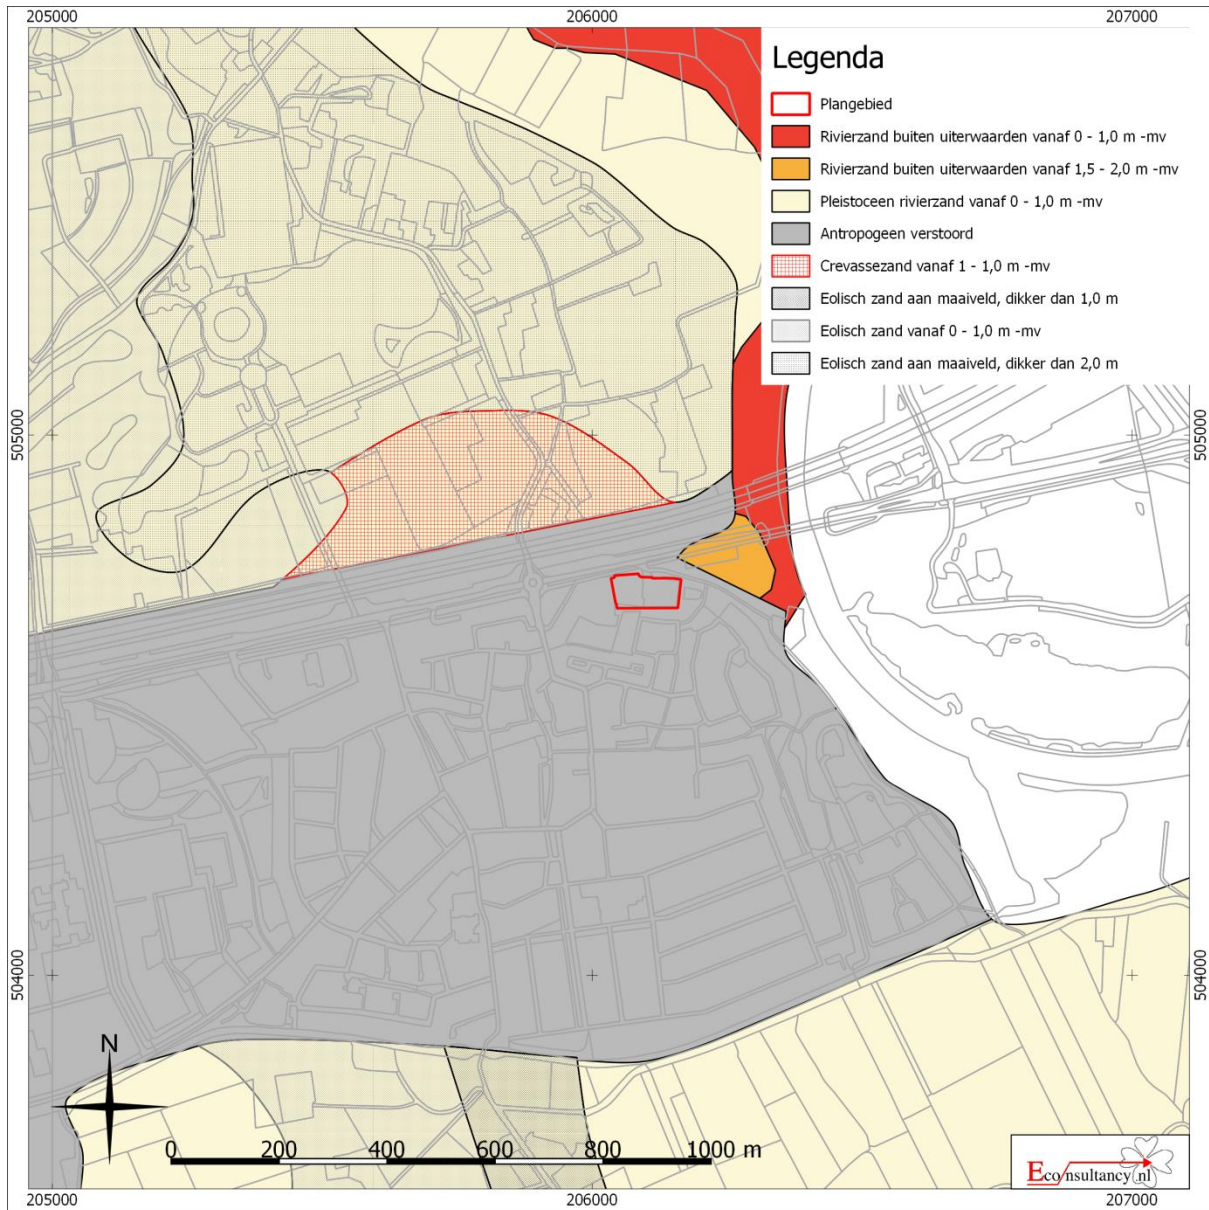 205000 206000 207000
Legenda
Plangebied
Rivierzand buiten uiterwaarden vanaf 0 - 1,0 m -mv
Rivierzand buiten uiterwaarden vanaf 1,5 - 2,0 m -mv
Pleistoceen rivierzand vanaf 0 - 1,0 m -mv
Antropogeen verstoord
Crevassezand vanaf 1 - 1,0 m -mv
Eolisch zand aan maaiveld, dikker dan 1,0 m
Eolisch zand vanaf 0 - 1,0 m -mv
Eolisch zand aan maaiveld, dikker dan 2,0 m
505000 505000
504000 504000
N
0 200 400 600 800 1000 m
Econsultancy.nl
205000 206000 207000